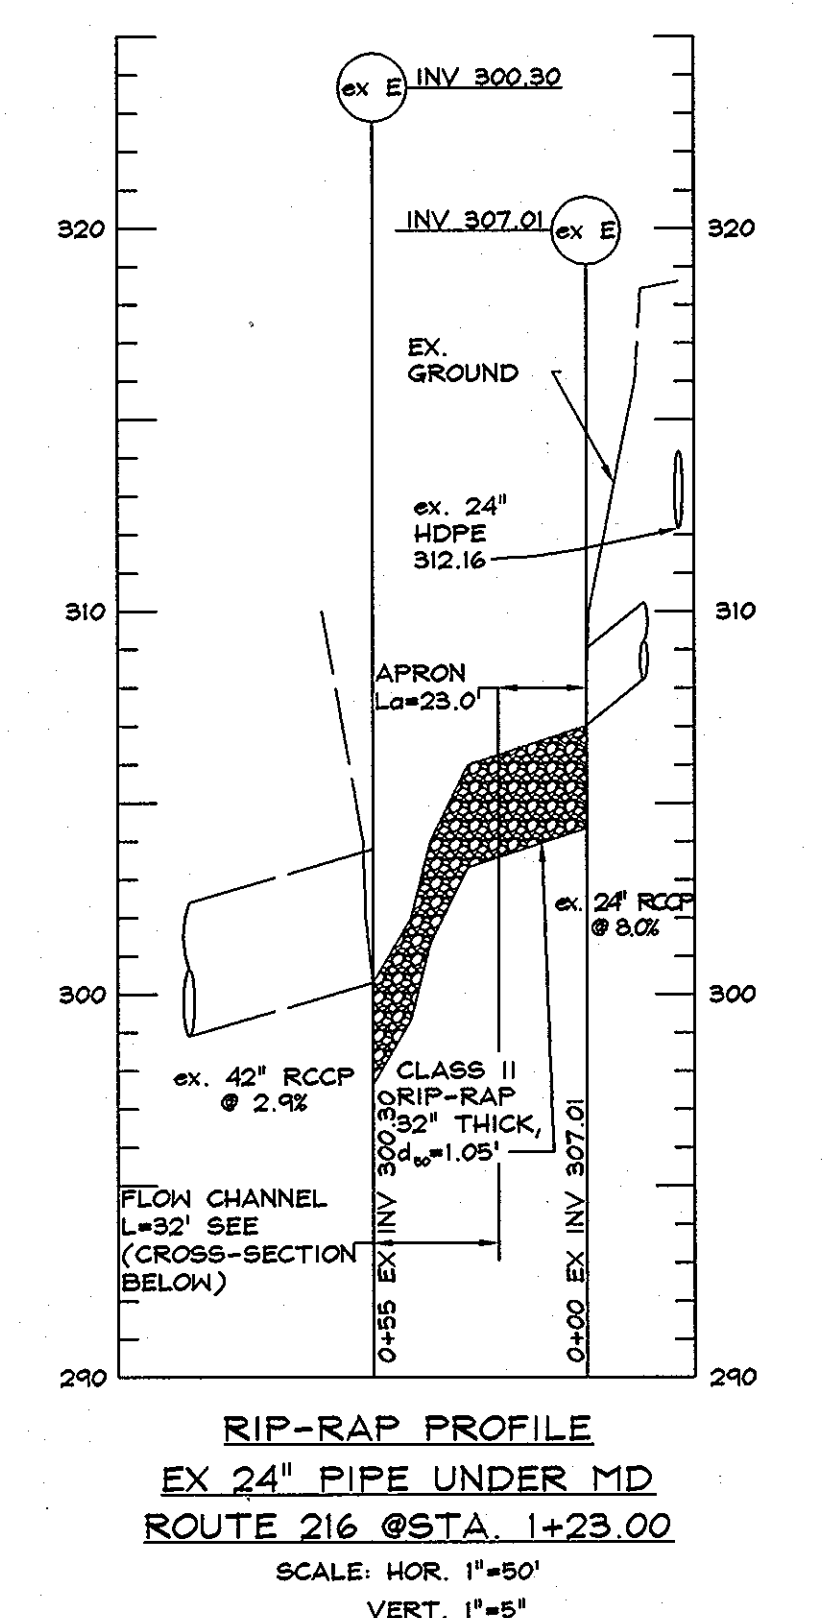 ex E
INV 300.30
INV 307.01
ex E
320
320
EX.
GROUND
ex. 24"
HDPE
312.16
310
310
APRON
La=23.0'
ex. 24" RCCP
@ 8.0%
300
300
ex. 42" RCCP
@ 2.9%
CLASS II
RIP-RAP
32" THICK,
d₅₀=1.05'
FLOW CHANNEL
L=32' SEE
(CROSS-SECTION
BELOW)
0+55 EX INV 300.30
0+00 EX INV 307.01
290
290
RIP-RAP PROFILE
EX 24" PIPE UNDER MD
ROUTE 216 @STA. 1+23.00
SCALE: HOR. 1"=50'
VERT. 1"=5"